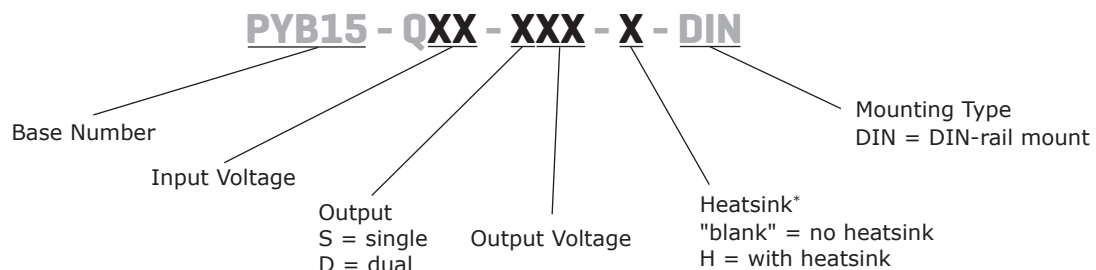 PYB15 - QXX - XXX - X - DIN
Base Number
Input Voltage
Output
S = single
D = dual
Output Voltage
Heatsink*
"blank" = no heatsink
H = with heatsink
Mounting Type
DIN = DIN-rail mount